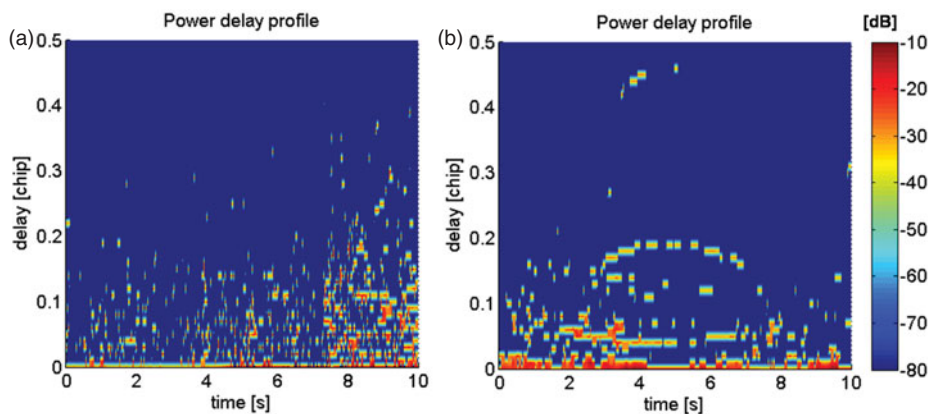 Power delay profile
(a)
0.5
0.4
0.3
0.2
0.1
0
delay [chip]
0 2 4 6 8 10
time [s]
Power delay profile
(b)
0.5
0.4
0.3
0.2
0.1
0
delay [chip]
0 2 4 6 8 10
time [s]
[dB]
-10
-20
-30
-40
-50
-60
-70
-80